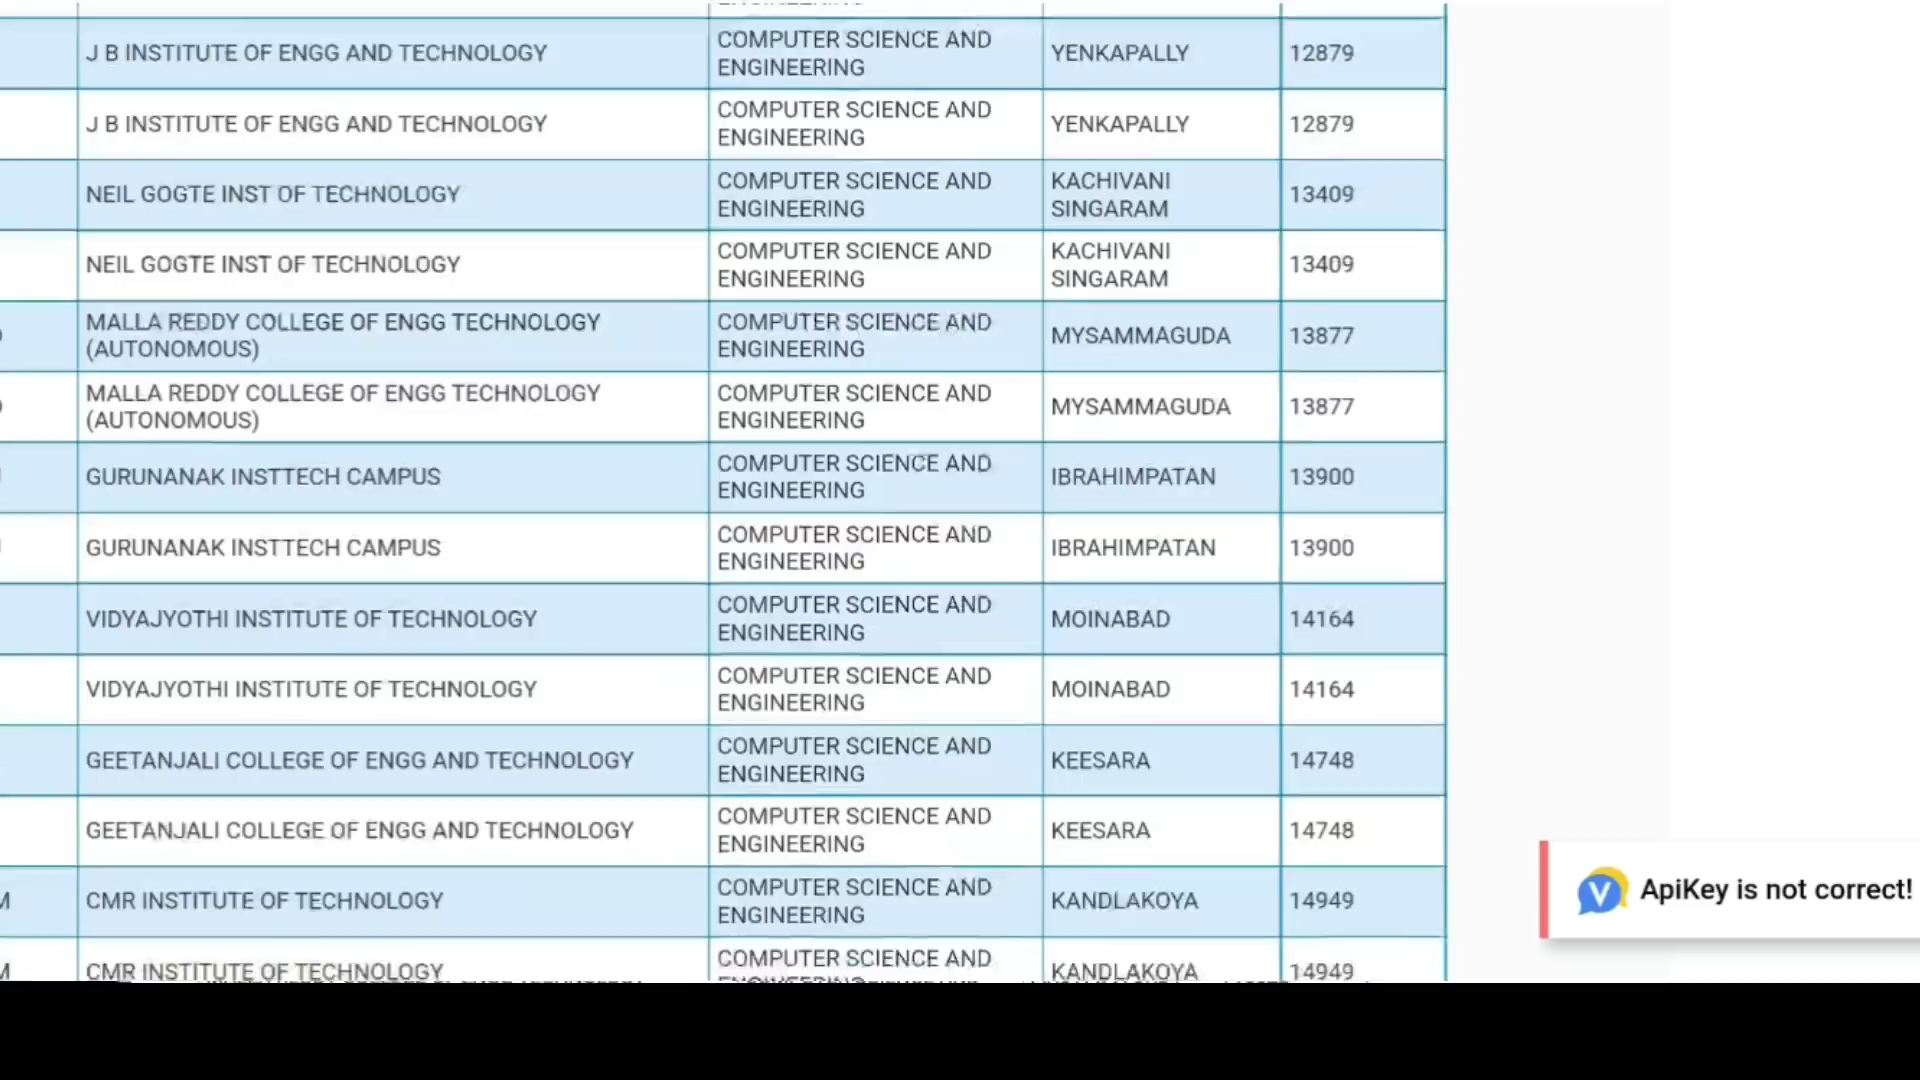 J B INSTITUTE OF ENGG AND TECHNOLOGY
COMPUTER SCIENCE AND
ENGINEERING
YENKAPALLY
12879
J B INSTITUTE OF ENGG AND TECHNOLOGY
COMPUTER SCIENCE AND
ENGINEERING
YENKAPALLY
12879
NEIL GOGTE INST OF TECHNOLOGY
COMPUTER SCIENCE AND
ENGINEERING
KACHIVANI
SINGARAM
13409
NEIL GOGTE INST OF TECHNOLOGY
COMPUTER SCIENCE AND
ENGINEERING
KACHIVANI
SINGARAM
13409
MALLA REDDY COLLEGE OF ENGG TECHNOLOGY
(AUTONOMOUS)
COMPUTER SCIENCE AND
ENGINEERING
MYSAMMAGUDA
13877
MALLA REDDY COLLEGE OF ENGG TECHNOLOGY
(AUTONOMOUS)
COMPUTER SCIENCE AND
ENGINEERING
MYSAMMAGUDA
13877
GURUNANAK INSTTECH CAMPUS
COMPUTER SCIENCE AND
ENGINEERING
IBRAHIMPATAN
13900
GURUNANAK INSTTECH CAMPUS
COMPUTER SCIENCE AND
ENGINEERING
IBRAHIMPATAN
13900
VIDYAJYOTHI INSTITUTE OF TECHNOLOGY
COMPUTER SCIENCE AND
ENGINEERING
MOINABAD
14164
VIDYAJYOTHI INSTITUTE OF TECHNOLOGY
COMPUTER SCIENCE AND
ENGINEERING
MOINABAD
14164
GEETANJALI COLLEGE OF ENGG AND TECHNOLOGY
COMPUTER SCIENCE AND
ENGINEERING
KEESARA
14748
GEETANJALI COLLEGE OF ENGG AND TECHNOLOGY
COMPUTER SCIENCE AND
ENGINEERING
KEESARA
14748
M
CMR INSTITUTE OF TECHNOLOGY
COMPUTER SCIENCE AND
ENGINEERING
KANDLAKOYA
14949
M
CMR INSTITUTE OF TECHNOLOGY
COMPUTER SCIENCE AND
KANDLAKOYA
14949
V
ApiKey is not correct!